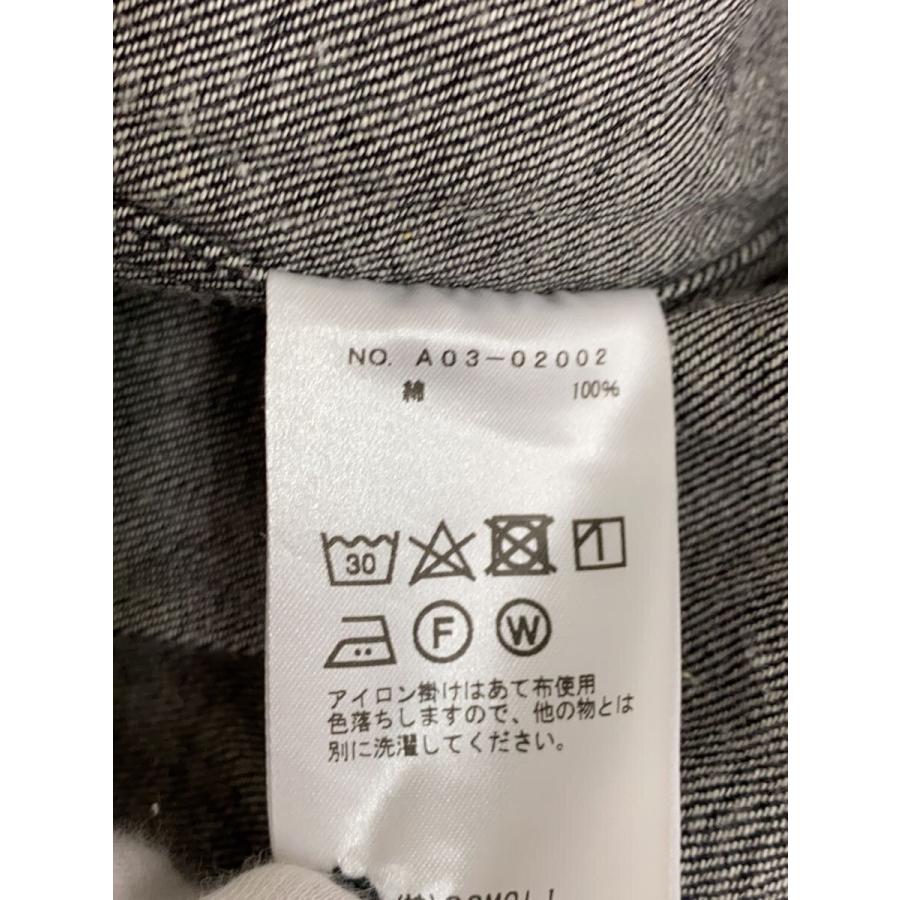 NO. A03-02002
綿 100%
30
F W
アイロン掛けはあて布使用
色落ちしますので、他の物とは
別に洗濯してください。